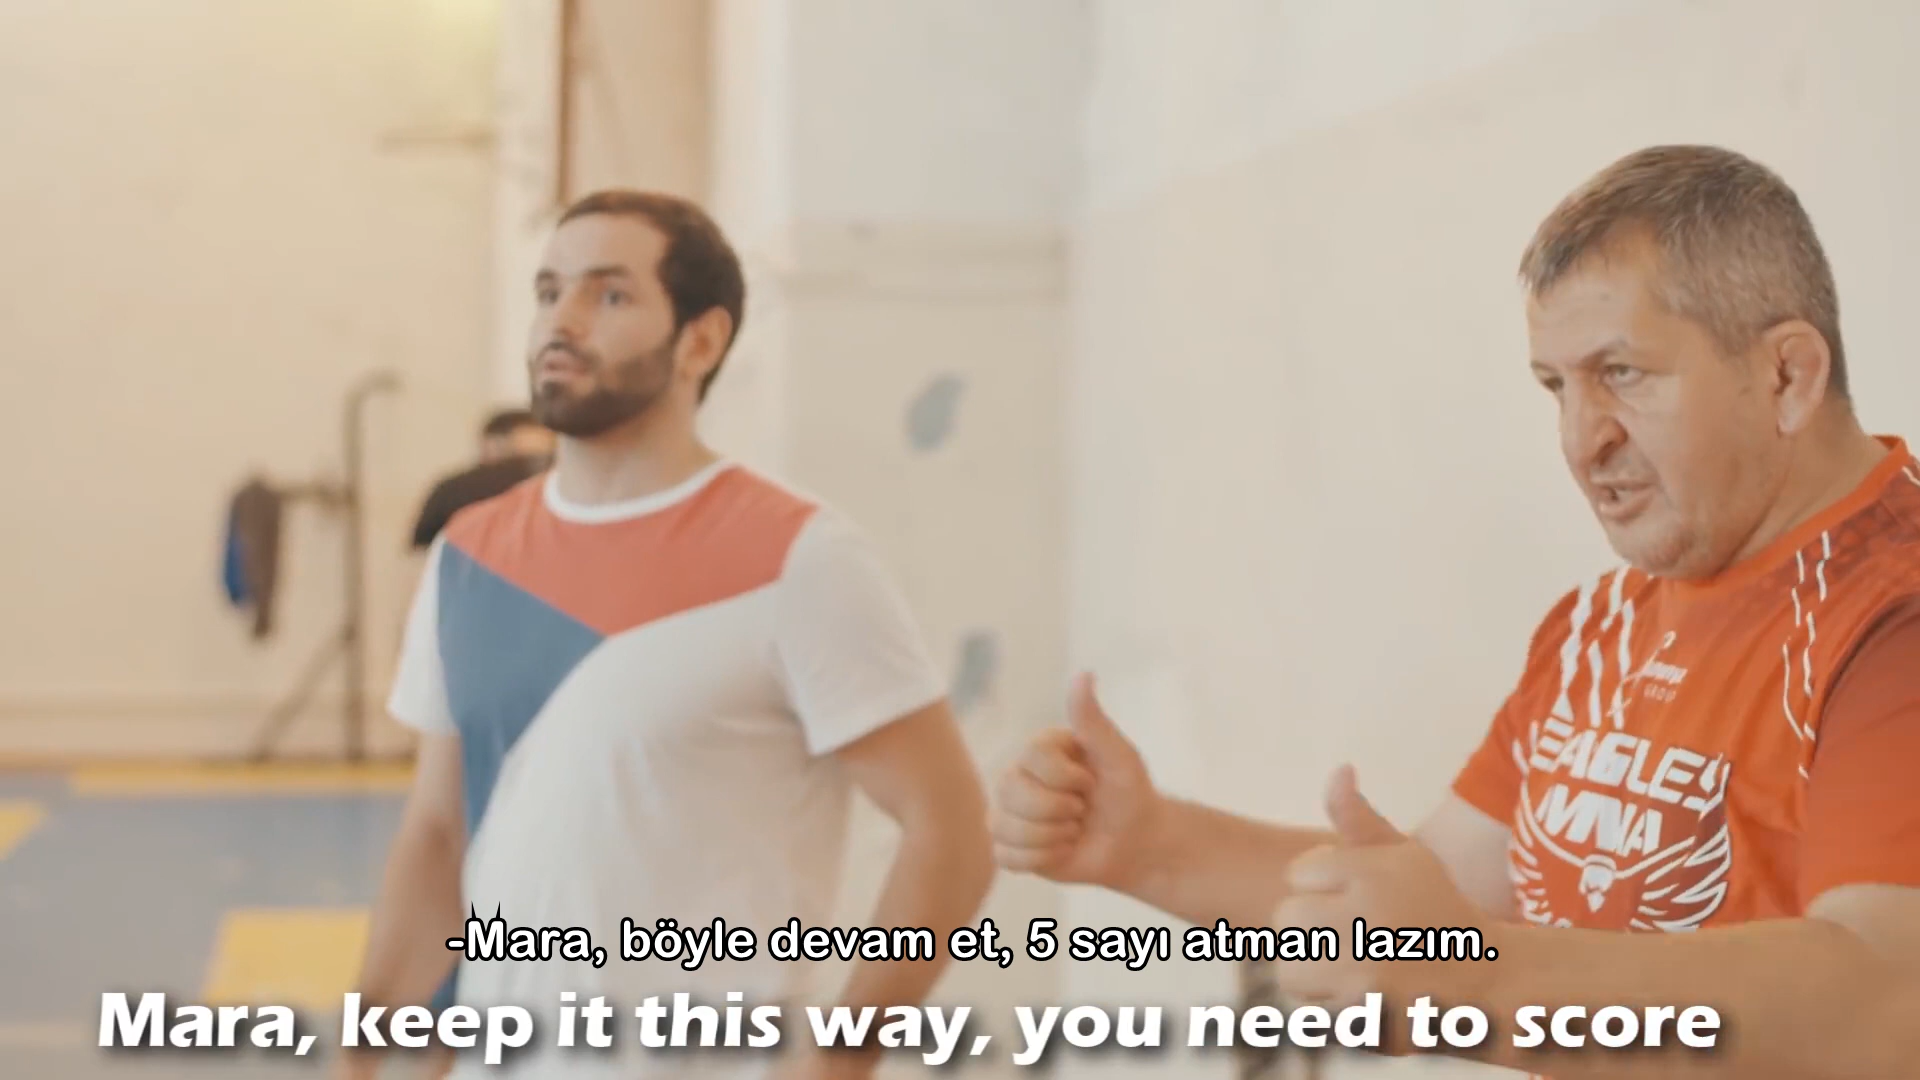 GROUP
EAGLES
MMA
-Mara, böyle devam et, 5 sayı atman lazım.
Mara, keep it this way, you need to score